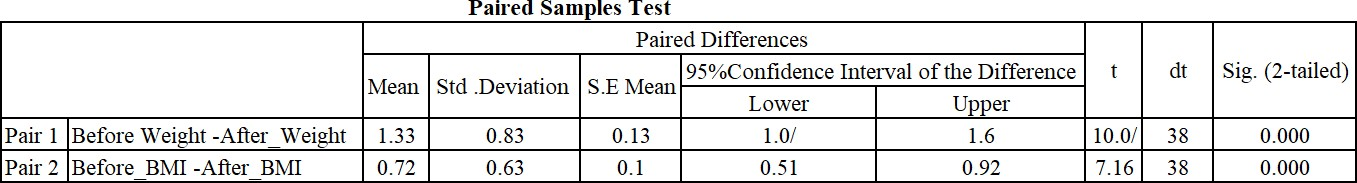 Paired Samples Test
Paired Differences
t
dt
Sig. (2-tailed)
Mean
Std .Deviation
S.E Mean
95%Confidence Interval of the Difference
Lower
Upper
Pair 1 Before Weight -After_Weight 1.33 0.83 0.13 1.0/ 1.6 10.0/ 38 0.000
Pair 2 Before_BMI -After_BMI 0.72 0.63 0.1 0.51 0.92 7.16 38 0.000